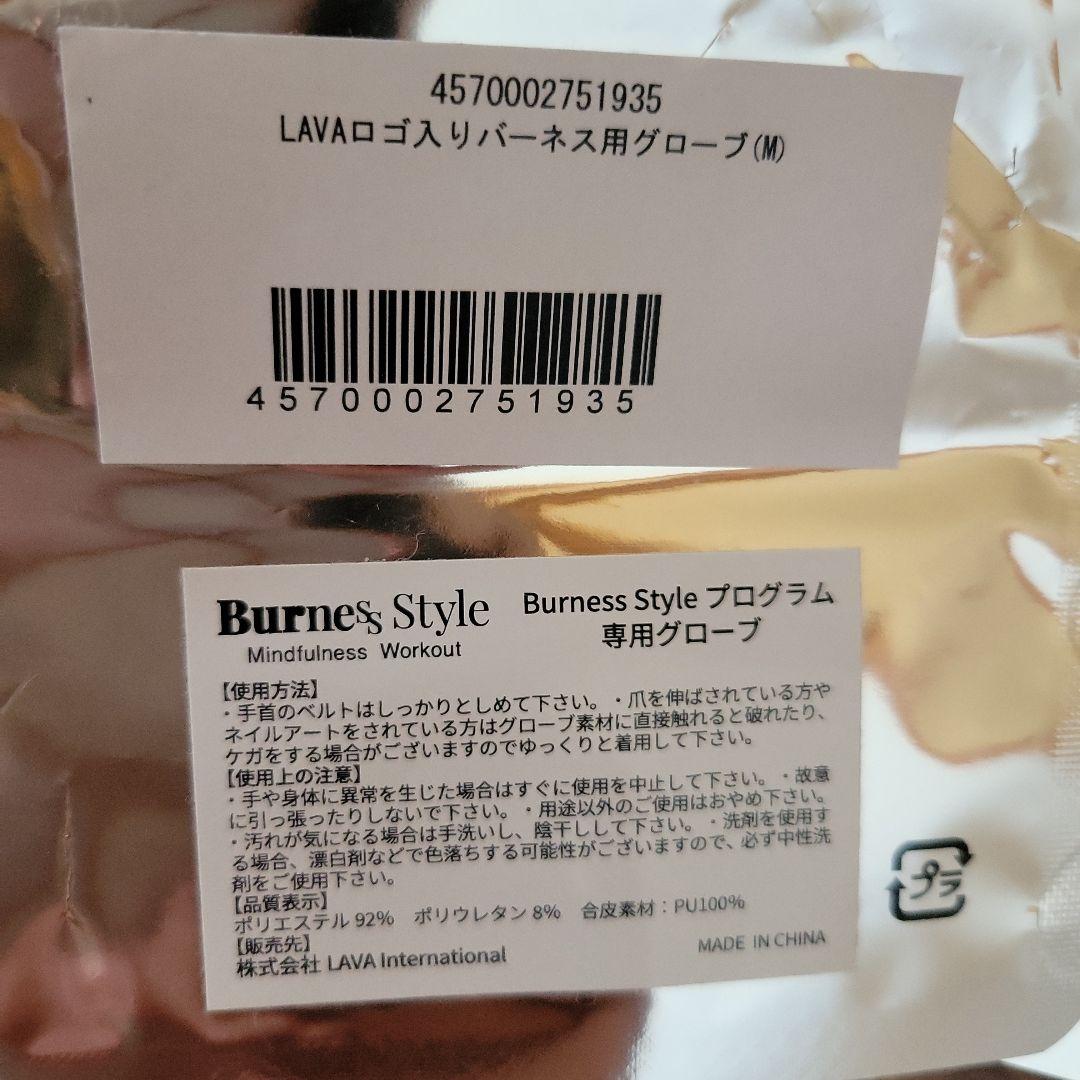 4570002751935
LAVAロゴ入りバーネス用グローブ(M)
4570002751935
Burness Style
Mindfulness Workout
Burness Style プログラム
専用グローブ
【使用方法】
・手首のベルトはしっかりとしめて下さい。・爪を伸ばされている方や
ネイルアートをされている方はグローブ素材に直接触れると破れたり、
ケガをする場合がございますのでゆっくりと着用して下さい。
【使用上の注意】
・手や身体に異常を生じた場合はすぐに使用を中止して下さい。・故意
に引っ張ったりしないで下さい。・用途以外のご使用はおやめ下さい。
・汚れが気になる場合は手洗いし、陰干しして下さい。・洗剤を使用す
る場合、漂白剤などで色落ちする可能性がございますので、必ず中性洗
剤をご使用下さい。
【品質表示】
ポリエステル 92% ポリウレタン 8% 合皮素材：PU100%
【販売先】
株式会社 LAVA International
MADE IN CHINA
プラ